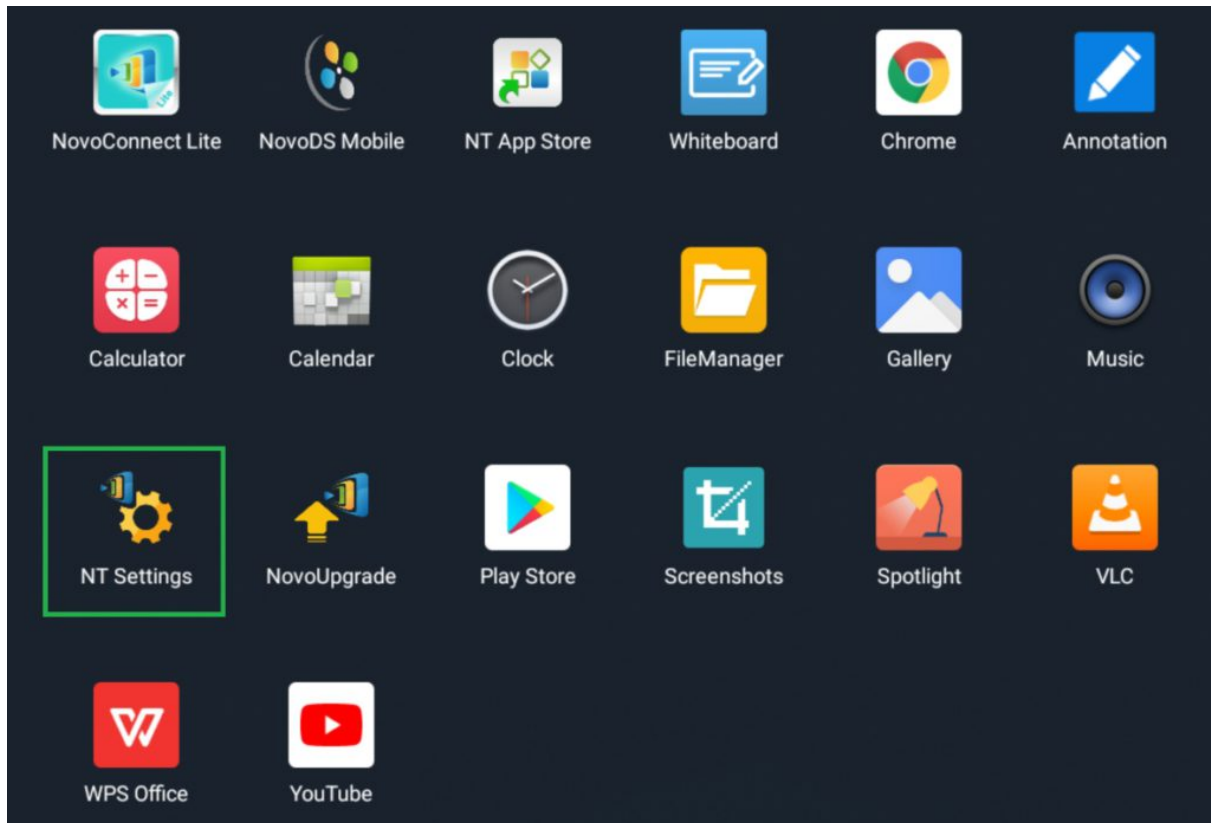 NovoConnect Lite
NovoDS Mobile
NT App Store
Whiteboard
Chrome
Annotation
Calculator
Calendar
Clock
FileManager
Gallery
Music
NT Settings
NovoUpgrade
Play Store
Screenshots
Spotlight
VLC
WPS Office
YouTube